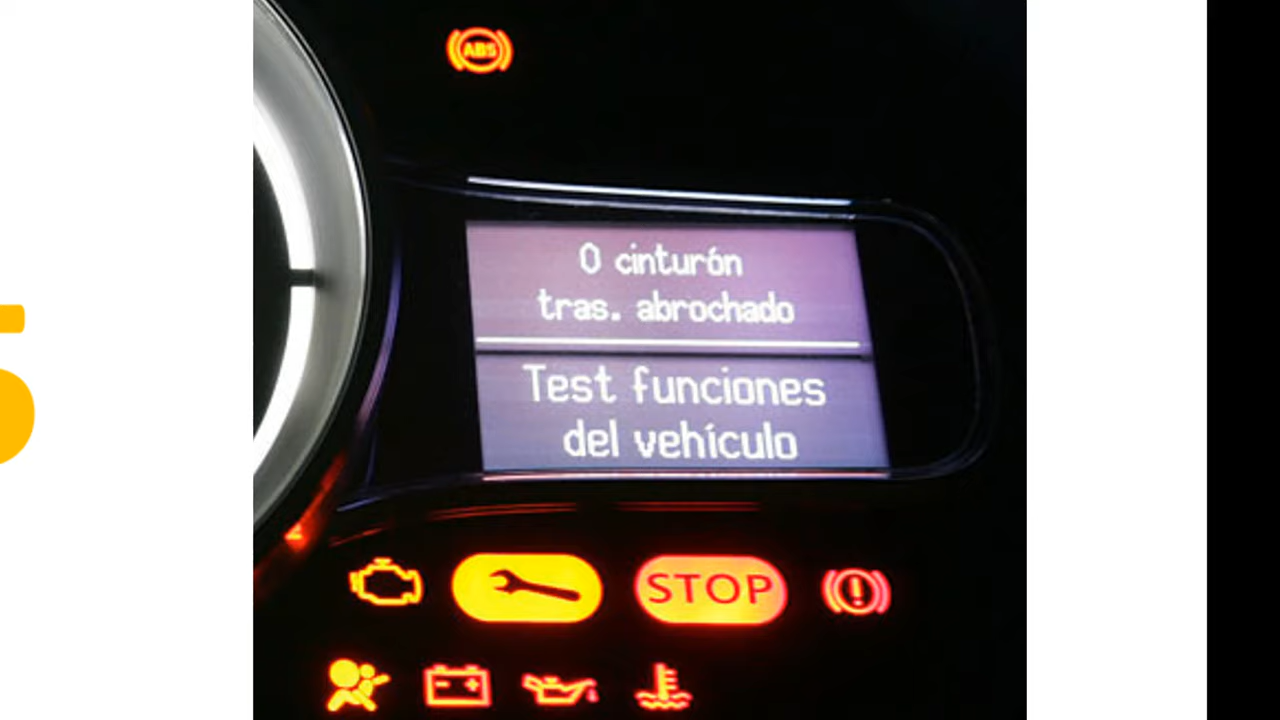 ABS
0 cinturón
tras. abrochado
Test funciones
del vehículo
STOP